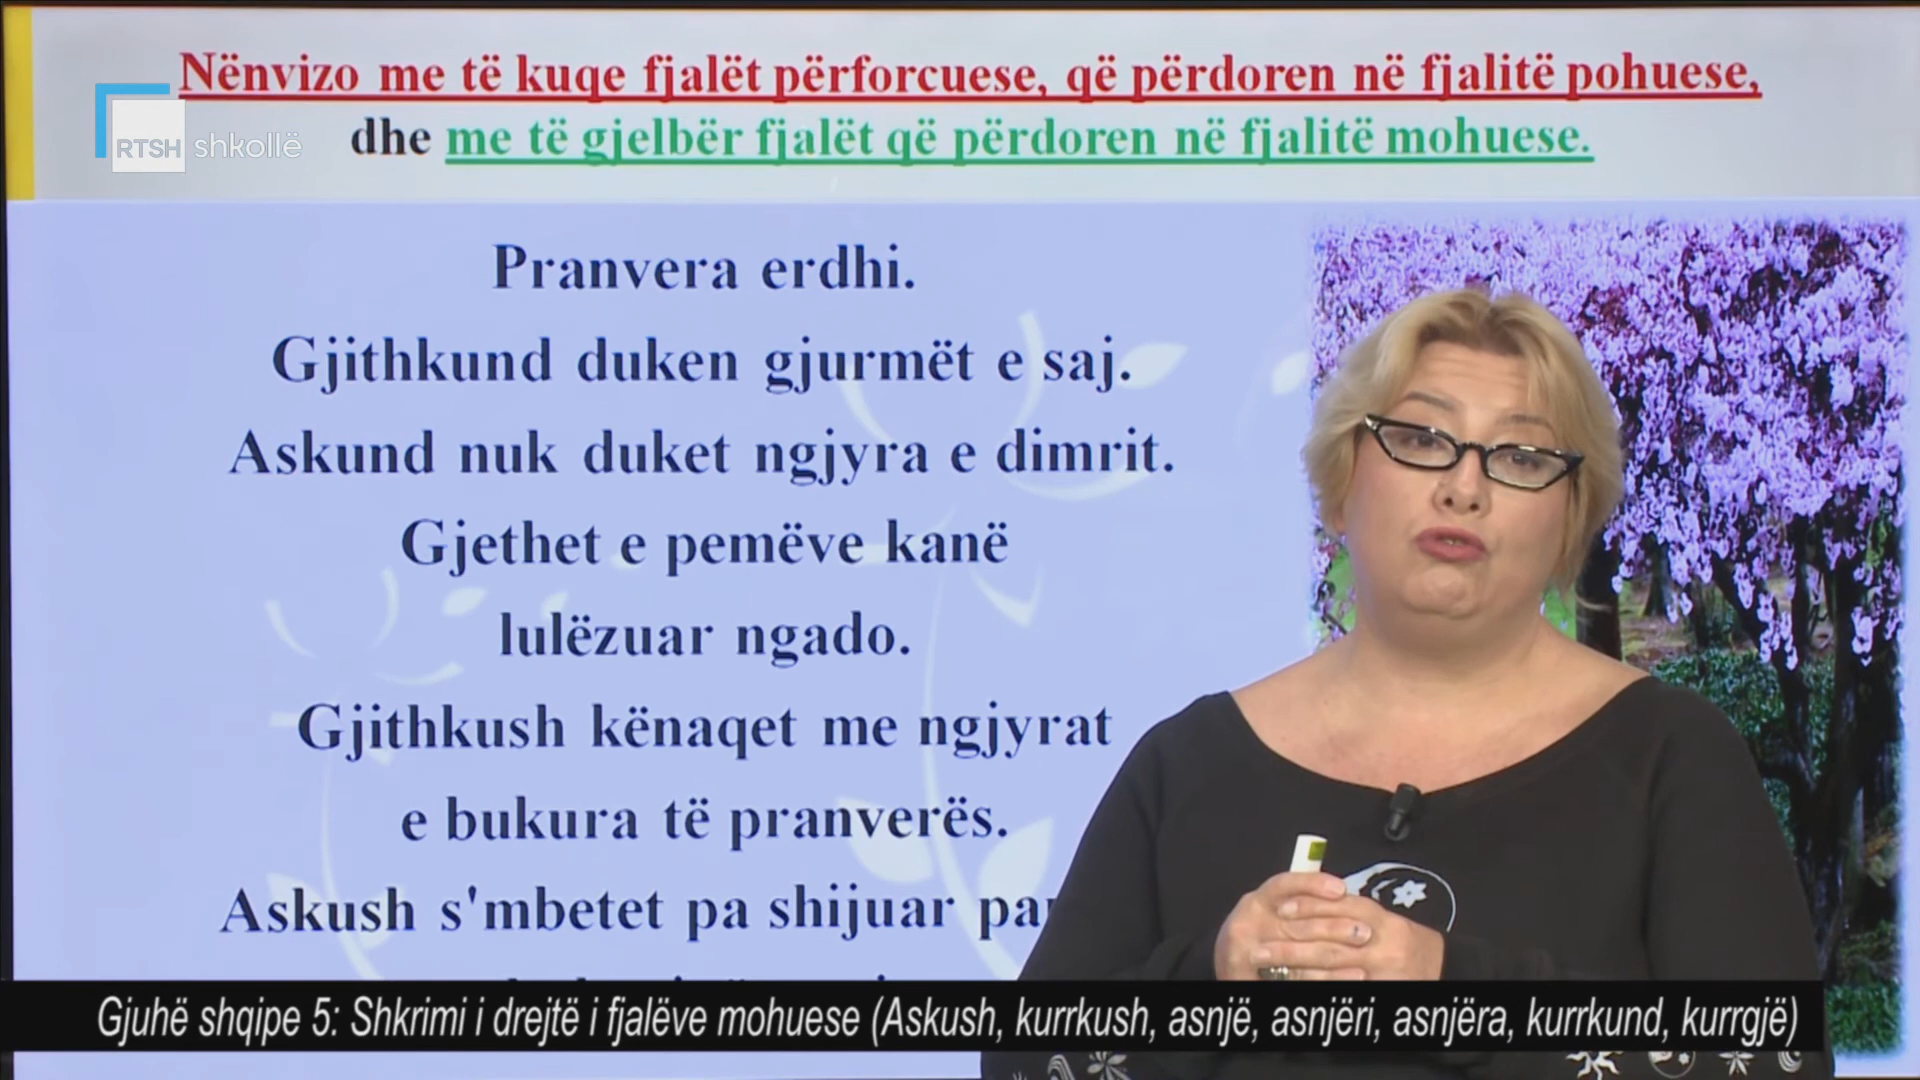 Nënvizo me të kuqe fjalët përforcuese, që përdoren në fjalitë pohuese,
dhe me të gjelbër fjalët që përdoren në fjalitë mohuese.
RTSH shkollë
Pranvera erdhi.
Gjithkund duken gjurmët e saj.
Askund nuk duket ngjyra e dimrit.
Gjethet e pemëve kanë
lulëzuar ngado.
Gjithkush kënaqet me ngjyrat
e bukura të pranverës.
Askush s'mbetet pa shijuar
Gjuhë shqipe 5: Shkrimi i drejtë i fjalëve mohuese (Askush, kurrkush, asnjë, asnjëri, asnjëra, kurrkund, kurrgjë)